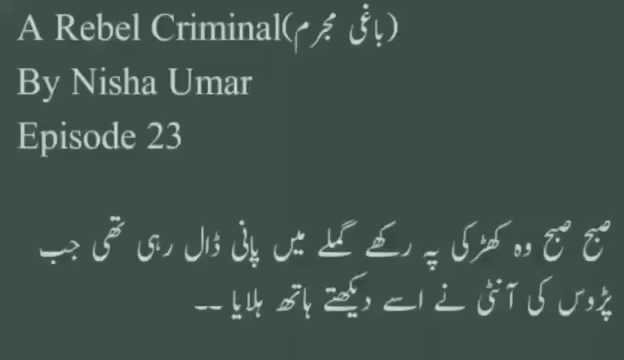 A Rebel Criminal(باغی مجرم)
By Nisha Umar
Episode 23
صبح صبح وہ کھڑکی پہ رکھے گملے میں پانی ڈال رہی تھی جب
پڑوس کی آنٹی نے اسے دیکھتے ہاتھ ہلایا ۔۔